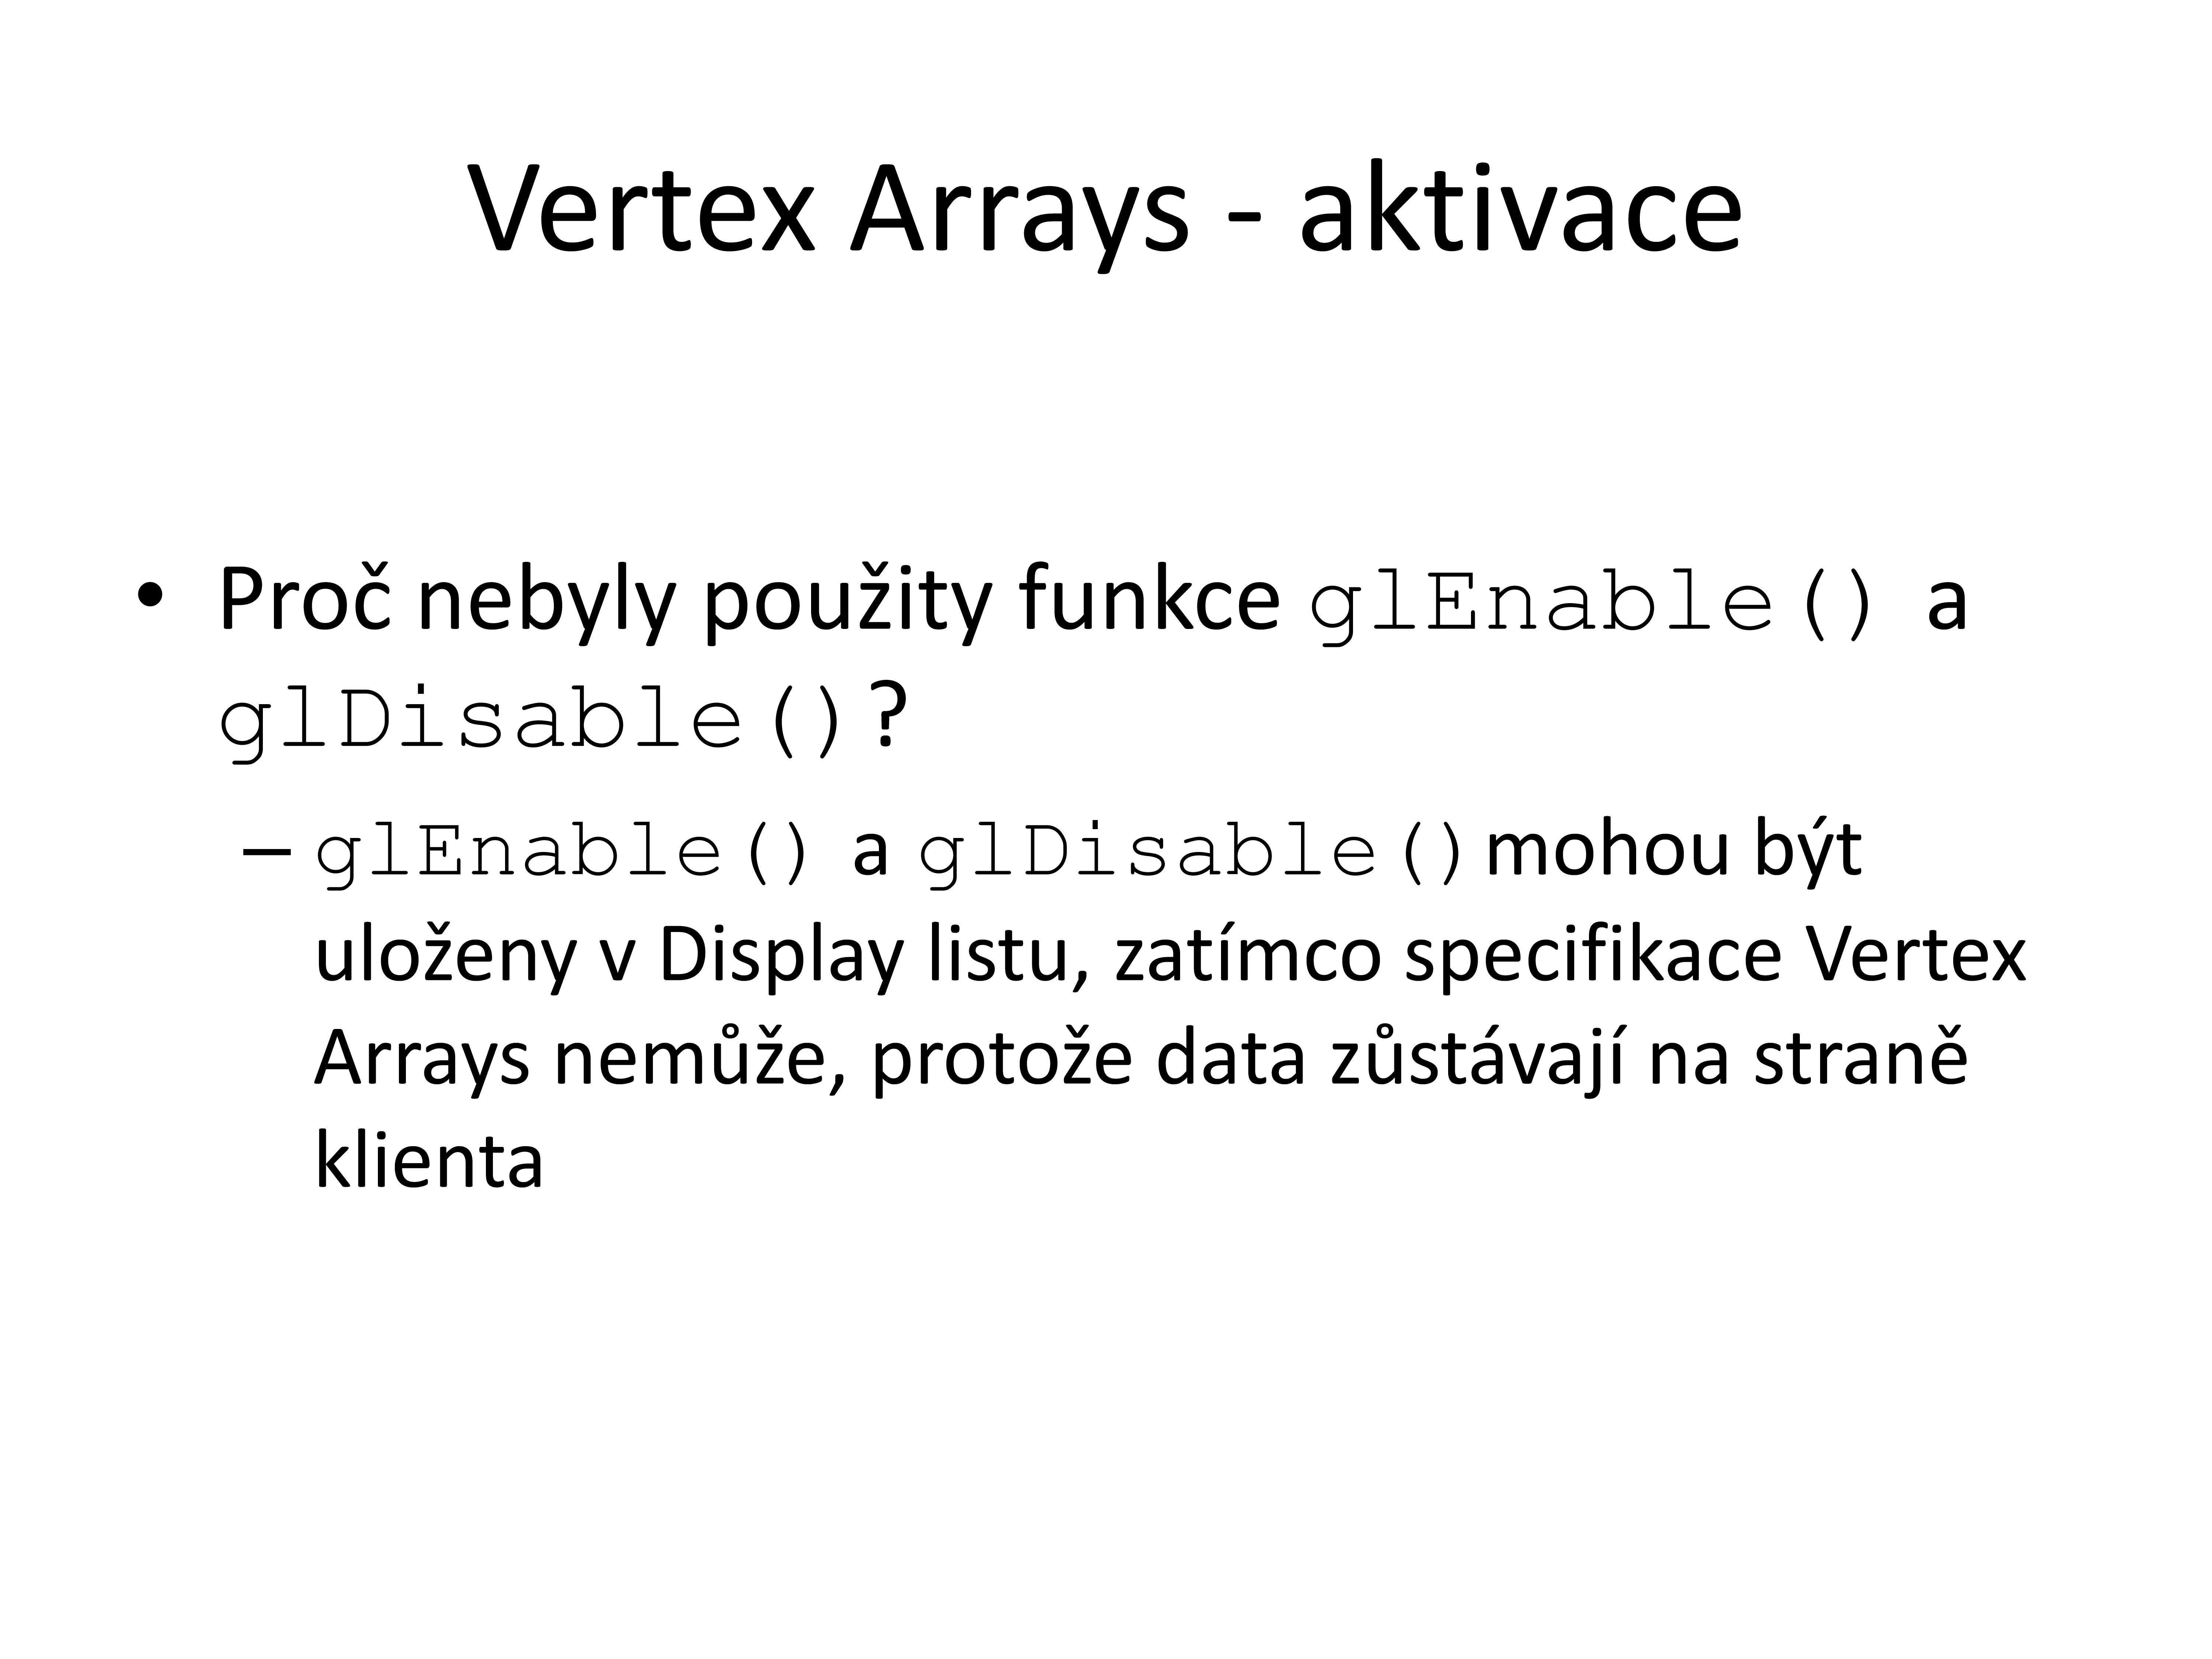 Vertex Arrays - aktivace
• Proč nebyly použity funkce glEnable() a
glDisable()?
– glEnable() a glDisable() mohou být
uloženy v Display listu, zatímco specifikace Vertex
Arrays nemůže, protože data zůstávají na straně
klienta